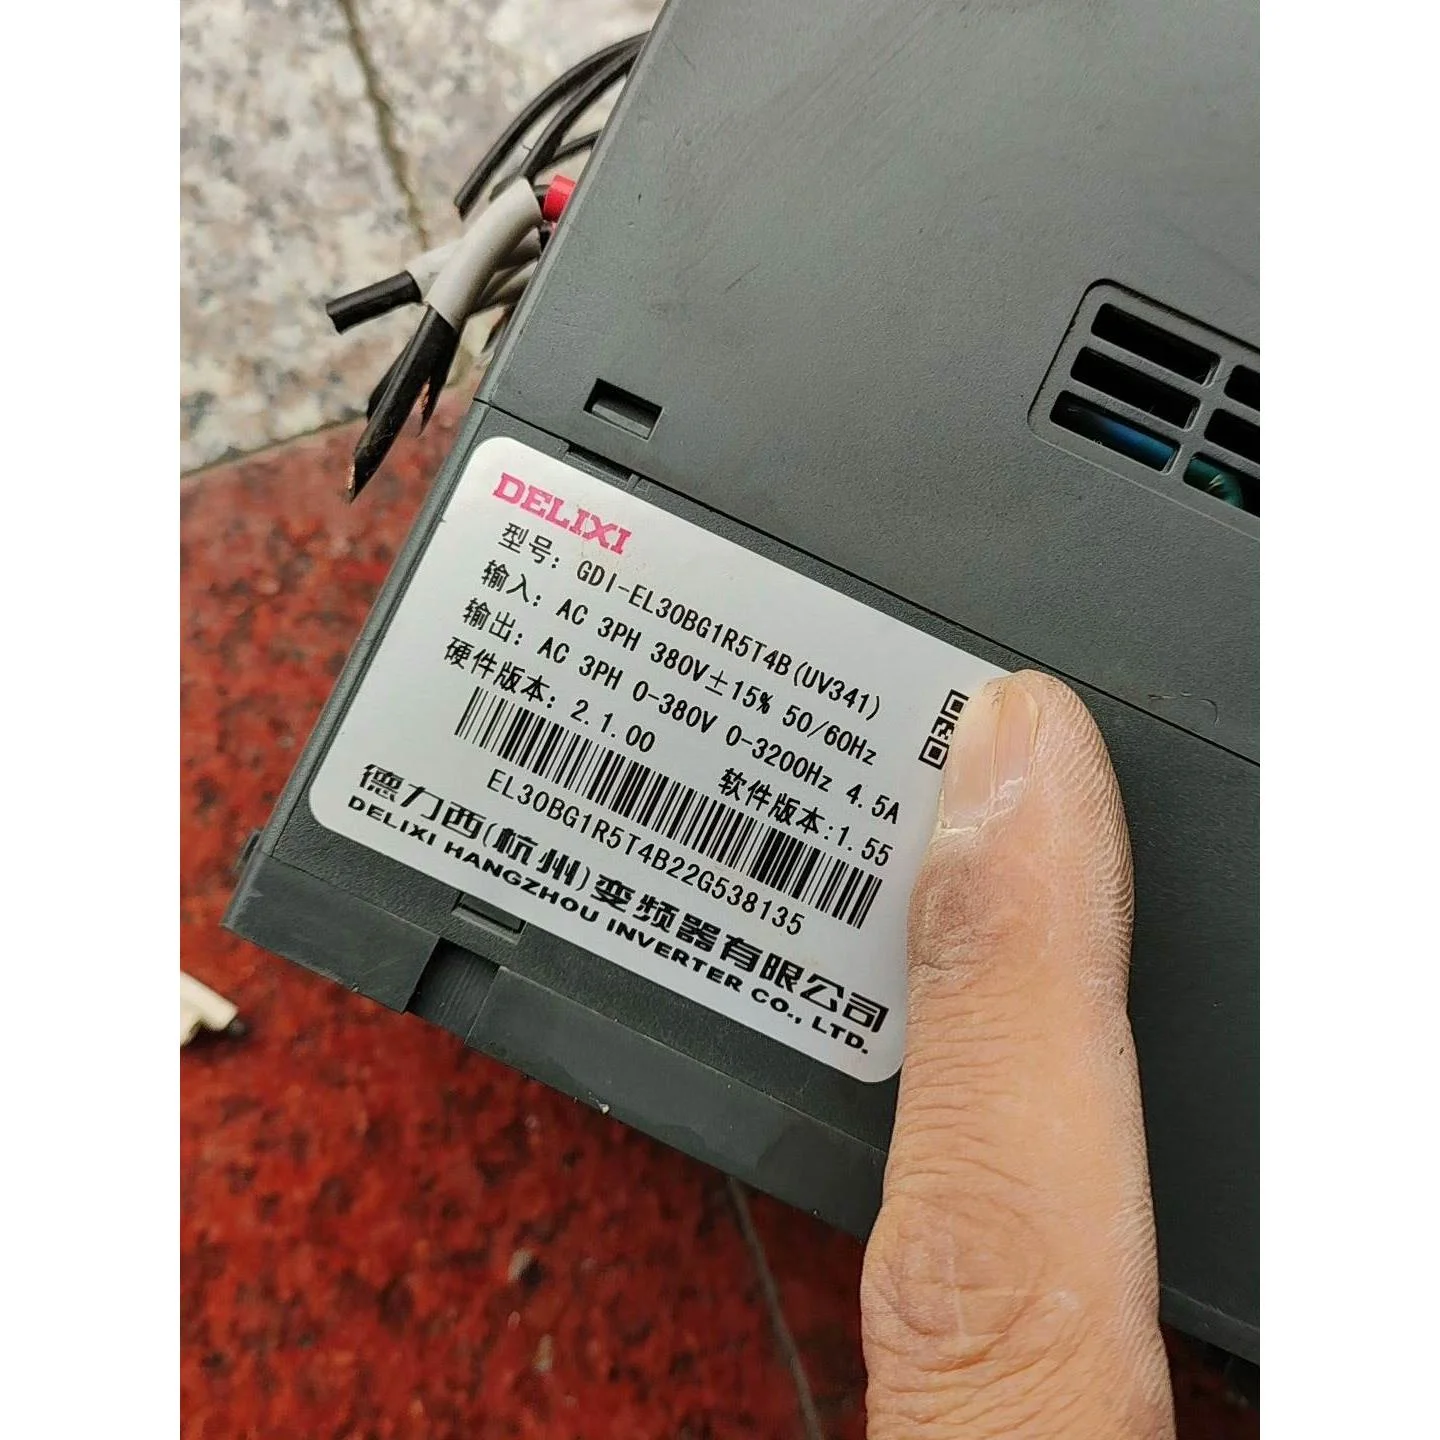 DELIXI
型号: GDI-EL30BG1R5T4B(UV341)
输入: AC 3PH 380V±15% 50/60Hz
输出: AC 3PH 0-380V 0-3200Hz 4.5A
硬件版本: 2.1.00 软件版本:1.55
EL30BG1R5T4B22G538135
德力西(杭州)变频器有限公司
DELIXI HANGZHOU INVERTER CO., LTD.